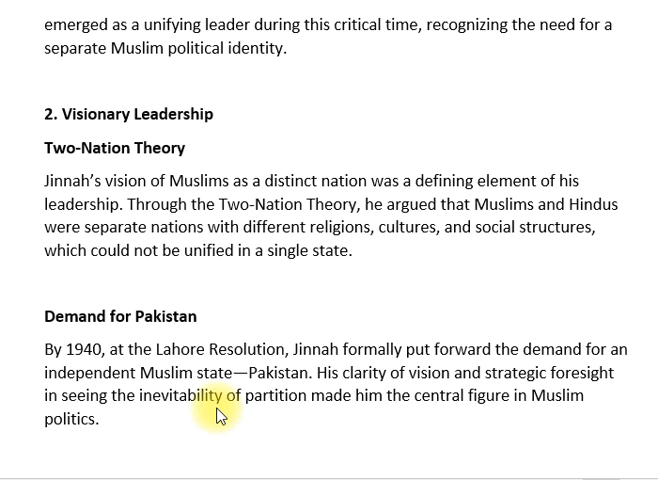 emerged as a unifying leader during this critical time, recognizing the need for a
separate Muslim political identity.
2. Visionary Leadership
Two-Nation Theory
Jinnah’s vision of Muslims as a distinct nation was a defining element of his
leadership. Through the Two-Nation Theory, he argued that Muslims and Hindus
were separate nations with different religions, cultures, and social structures,
which could not be unified in a single state.
Demand for Pakistan
By 1940, at the Lahore Resolution, Jinnah formally put forward the demand for an
independent Muslim state—Pakistan. His clarity of vision and strategic foresight
in seeing the inevitability of partition made him the central figure in Muslim
politics.